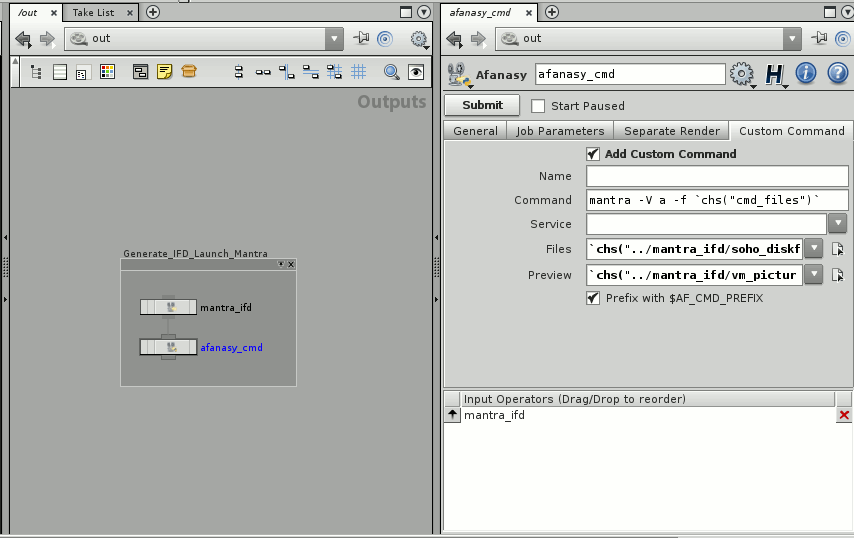 /out
Take List
out
Outputs
Generate_IFD_Launch_Mantra
mantra_ifd
afanasy_cmd
afanasy_cmd
out
Afanasy
afanasy_cmd
Submit
Start Paused
General
Job Parameters
Separate Render
Custom Command
Add Custom Command
Name
Command
mantra -V a -f `chs("cmd_files")`
Service
Files
`chs("../mantra_ifd/soho_diskf
Preview
`chs("../mantra_ifd/vm_pictur
Prefix with $AF_CMD_PREFIX
Input Operators (Drag/Drop to reorder)
mantra_ifd